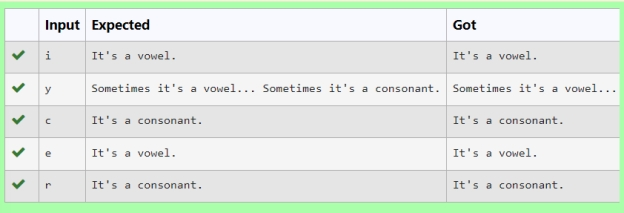 Input Expected Got
i It's a vowel. It's a vowel.
y Sometimes it's a vowel... Sometimes it's a consonant. Sometimes it's a vowel...
c It's a consonant. It's a consonant.
e It's a vowel. It's a vowel.
r It's a consonant. It's a consonant.